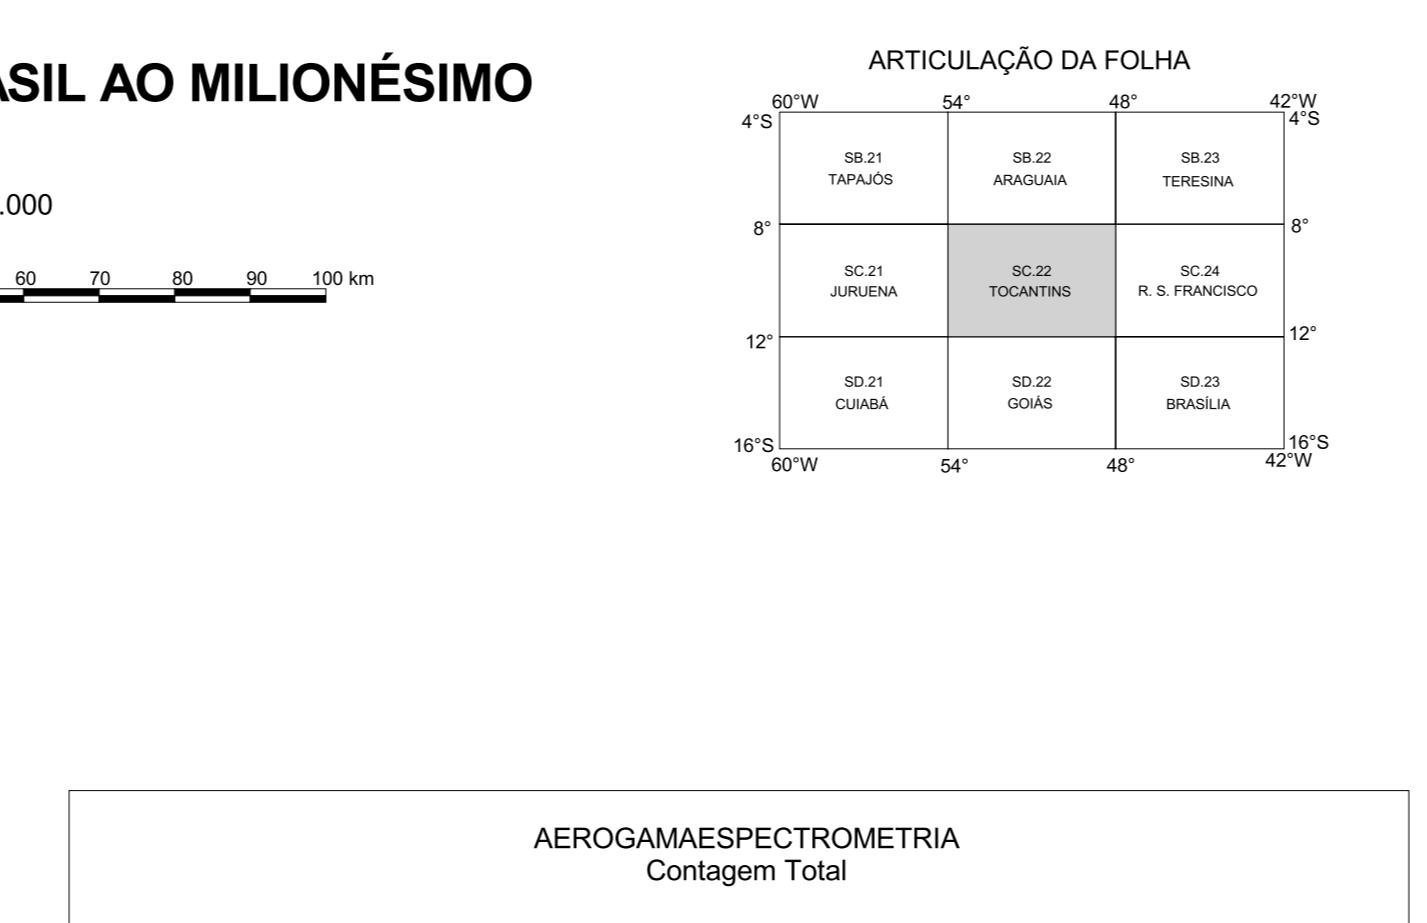 ASIL AO MILIONÉSIMO
.000
60 70 80 90 100 km
ARTICULAÇÃO DA FOLHA
60°W 54° 48° 42°W
4°S 4°S
SB.21 SB.22 SB.23
TAPAJÓS ARAGUAIA TERESINA
8° 8°
SC.21 SC.22 SC.24
JURUENA TOCANTINS R. S. FRANCISCO
12° 12°
SD.21 SD.22 SD.23
CUIABÁ GOIÁS BRASÍLIA
16°S 16°S
60°W 54° 48° 42°W
AEROGAMAESPECTROMETRIA
Contagem Total